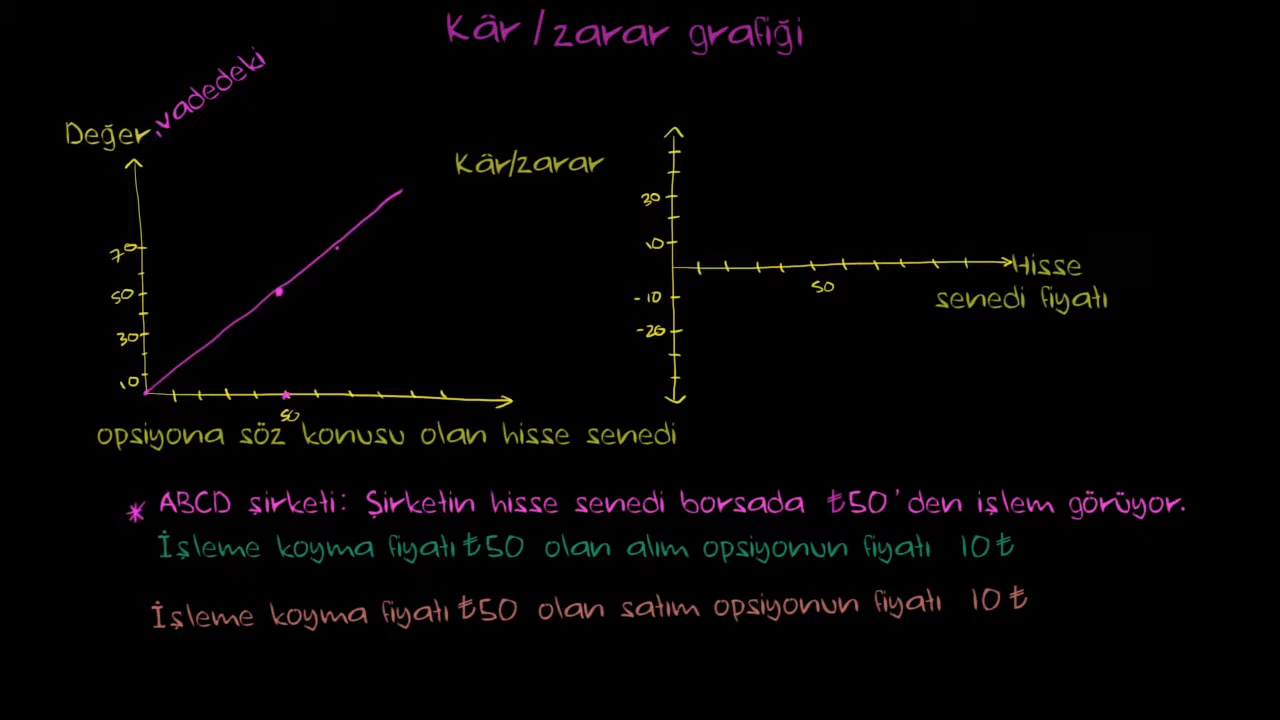 Kâr / zarar grafiği
Değer, vadedeki
Kâr/zarar
70
50
30
10
50
opsiyona söz konusu olan hisse senedi
30
10
-10
-20
50
Hisse
senedi fiyatı
* ABCD şirketi: Şirketin hisse senedi borsada ₺50'den işlem görüyor.
İşleme koyma fiyatı ₺50 olan alım opsiyonun fiyatı 10₺
İşleme koyma fiyatı ₺50 olan satım opsiyonun fiyatı 10₺